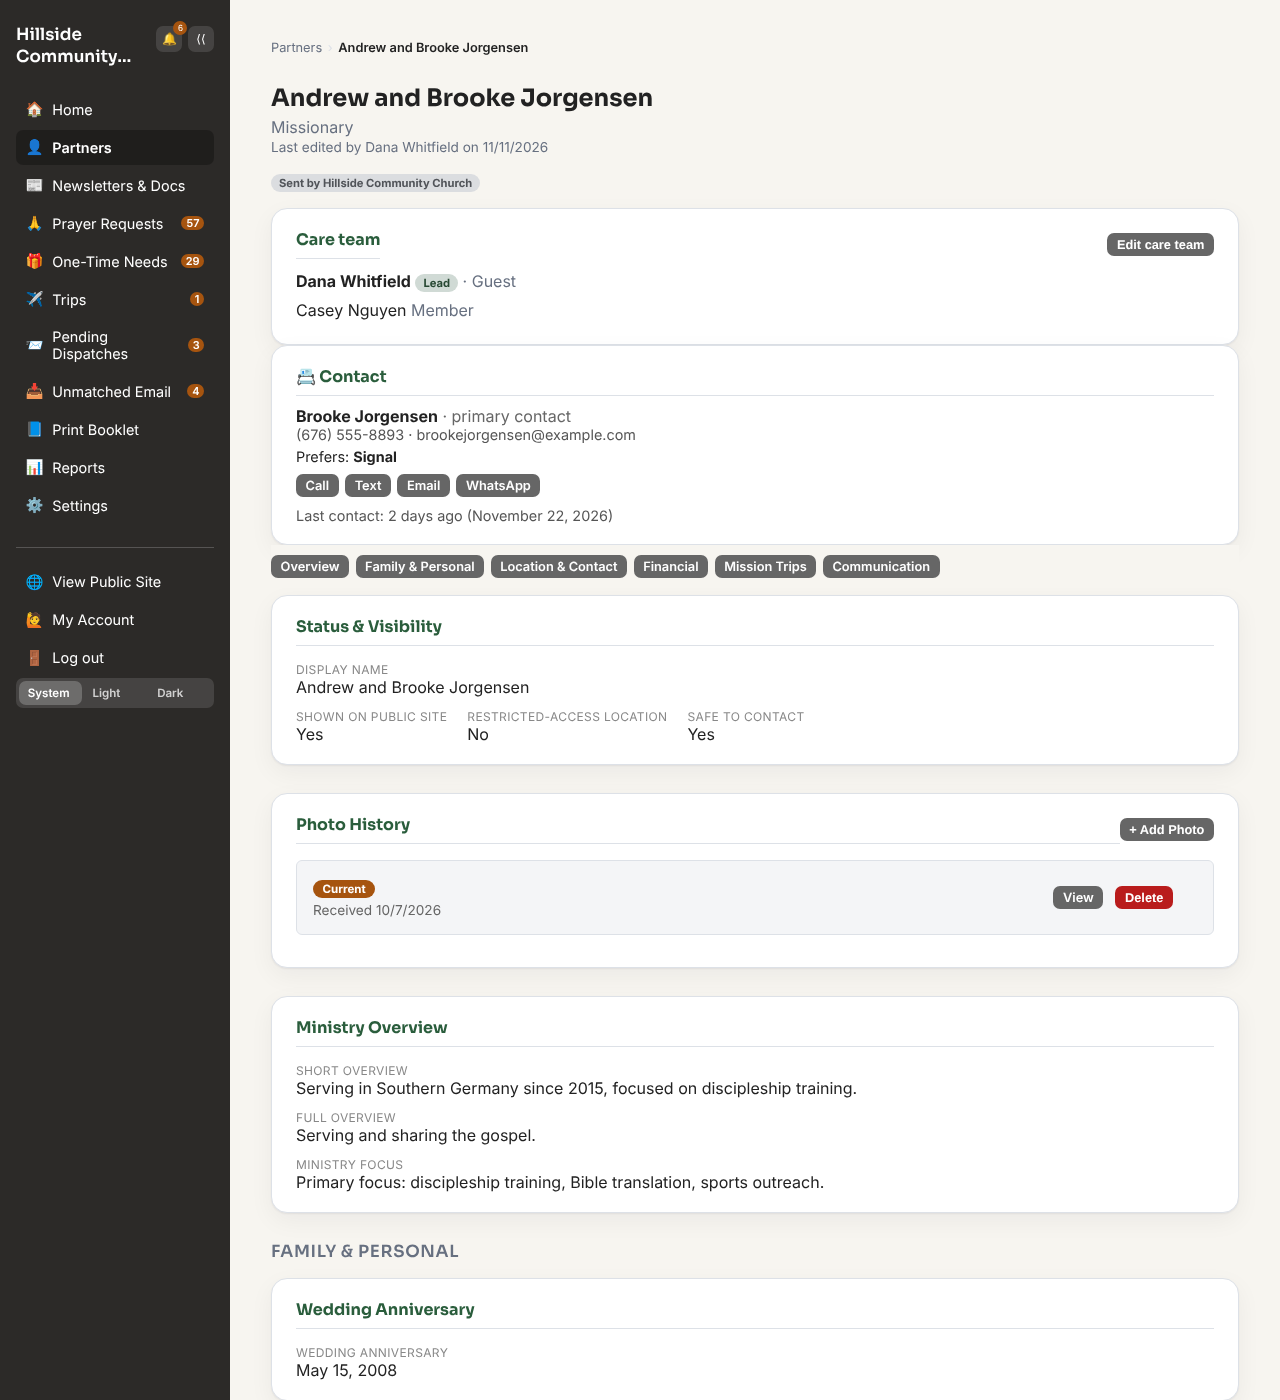 Hillside
Community...
6
⟨⟨
Home
Partners
Newsletters & Docs
Prayer Requests 57
One-Time Needs 29
Trips 1
Pending
Dispatches 3
Unmatched Email 4
Print Booklet
Reports
Settings
View Public Site
My Account
Log out
System Light Dark
Partners › Andrew and Brooke Jorgensen
Andrew and Brooke Jorgensen
Missionary
Last edited by Dana Whitfield on 11/11/2026
Sent by Hillside Community Church
Care team
Edit care team
Dana Whitfield Lead · Guest
Casey Nguyen Member
Contact
Brooke Jorgensen · primary contact
(676) 555-8893 · brookejorgensen@example.com
Prefers: Signal
Call Text Email WhatsApp
Last contact: 2 days ago (November 22, 2026)
Overview Family & Personal Location & Contact Financial Mission Trips Communication
Status & Visibility
DISPLAY NAME
Andrew and Brooke Jorgensen
SHOWN ON PUBLIC SITE RESTRICTED-ACCESS LOCATION SAFE TO CONTACT
Yes No Yes
Photo History
+ Add Photo
Current
Received 10/7/2026
View Delete
Ministry Overview
SHORT OVERVIEW
Serving in Southern Germany since 2015, focused on discipleship training.
FULL OVERVIEW
Serving and sharing the gospel.
MINISTRY FOCUS
Primary focus: discipleship training, Bible translation, sports outreach.
FAMILY & PERSONAL
Wedding Anniversary
WEDDING ANNIVERSARY
May 15, 2008